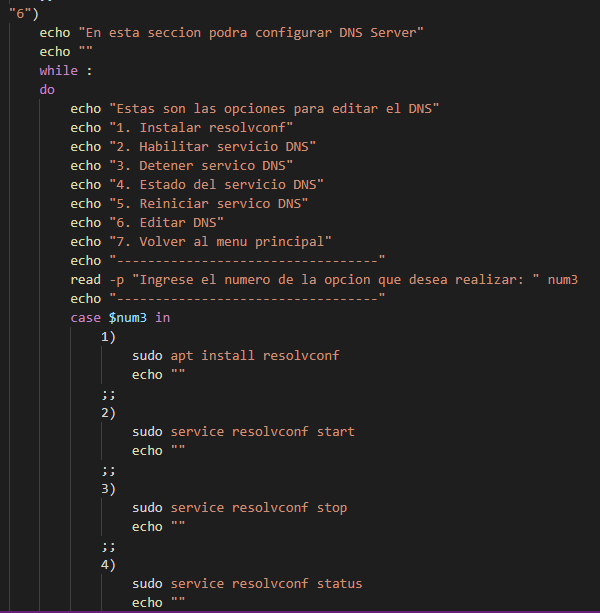 "6")
echo "En esta seccion podra configurar DNS Server"
echo ""
while :
do
echo "Estas son las opciones para editar el DNS"
echo "1. Instalar resolvconf"
echo "2. Habilitar servicio DNS"
echo "3. Detener servico DNS"
echo "4. Estado del servicio DNS"
echo "5. Reiniciar servico DNS"
echo "6. Editar DNS"
echo "7. Volver al menu principal"
echo "----------------------------------"
read -p "Ingrese el numero de la opcion que desea realizar: " num3
echo "----------------------------------"
case $num3 in
1)
sudo apt install resolvconf
echo ""
;;
2)
sudo service resolvconf start
echo ""
;;
3)
sudo service resolvconf stop
echo ""
;;
4)
sudo service resolvconf status
echo ""